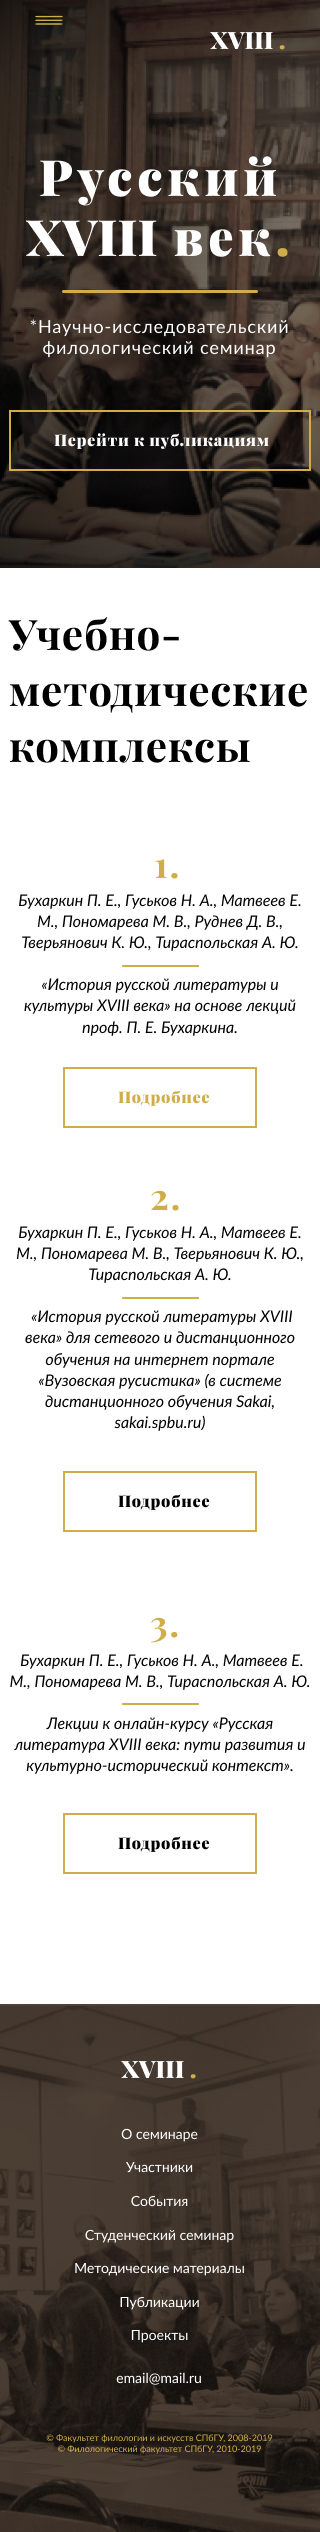 XVIII .
Русский
XVIII век.
*Научно-исследовательский
филологический семинар
Перейти к публикациям
Учебно-
методические
комплексы
1.
Бухаркин П. Е., Гуськов Н. А., Матвеев Е.
М., Пономарева М. В., Руднев Д. В.,
Тверьянович К. Ю., Тираспольская А. Ю.
«История русской литературы и
культуры XVIII века» на основе лекций
проф. П. Е. Бухаркина.
Подробнее
2.
Бухаркин П. Е., Гуськов Н. А., Матвеев Е.
М., Пономарева М. В., Тверьянович К. Ю.,
Тираспольская А. Ю.
«История русской литературы XVIII
века» для сетевого и дистанционного
обучения на интернет портале
«Вузовская русистика» (в системе
дистанционного обучения Sakai,
sakai.spbu.ru)
Подробнее
3.
Бухаркин П. Е., Гуськов Н. А., Матвеев Е.
М., Пономарева М. В., Тираспольская А. Ю.
Лекции к онлайн-курсу «Русская
литература XVIII века: пути развития и
культурно-исторический контекст».
Подробнее
XVIII .
О семинаре
Участники
События
Студенческий семинар
Методические материалы
Публикации
Проекты
email@mail.ru
© Факультет филологии и искусств СПбГУ, 2008-2019
© Филологический факультет СПбГУ, 2010-2019